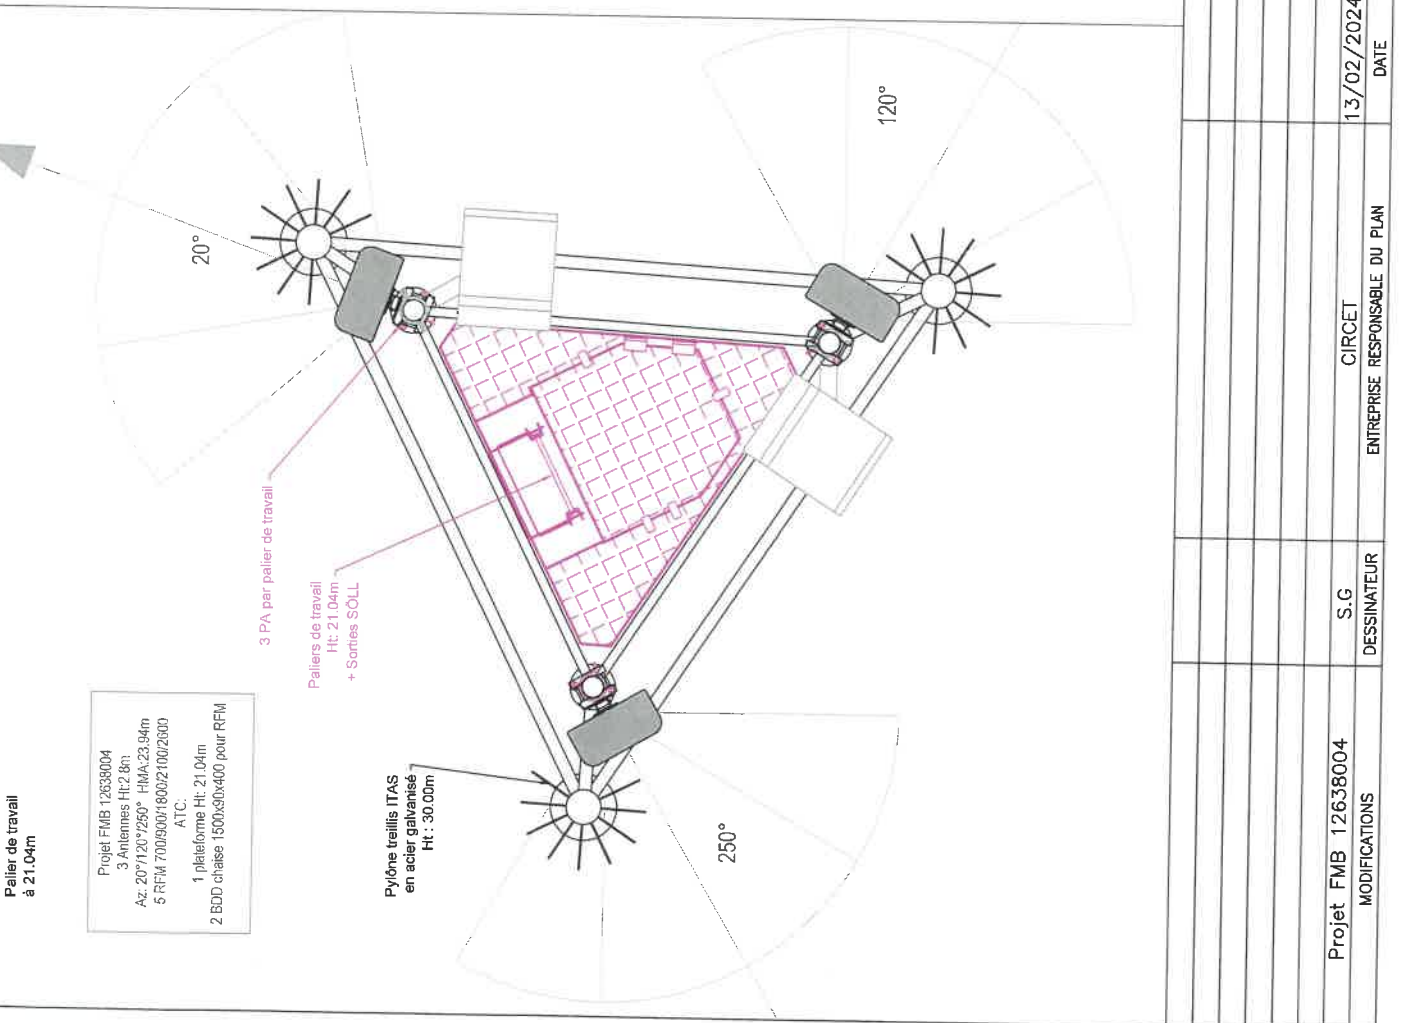 Palier de travail
à 21.04m
Projet FMB 12638004
3 Antennes Ht:2.8m
Az: 20°/120°/250° HMA:23.94m
5 RFM 700/900/1800/2100/2600
ATC:
1 plateforme Ht: 21.04m
2 BDD chaise 1500x90x400 pour RFM
3 PA par palier de travail
Paliers de travail
Ht: 21.04m
+ Sorties SÖLL
Pylône treillis ITAS
en acier galvanisé
Ht : 30.00m
20°
120°
250°
Projet FMB 12638004
S.G
CIRCET
13/02/2024
MODIFICATIONS
DESSINATEUR
ENTREPRISE RESPONSABLE DU PLAN
DATE